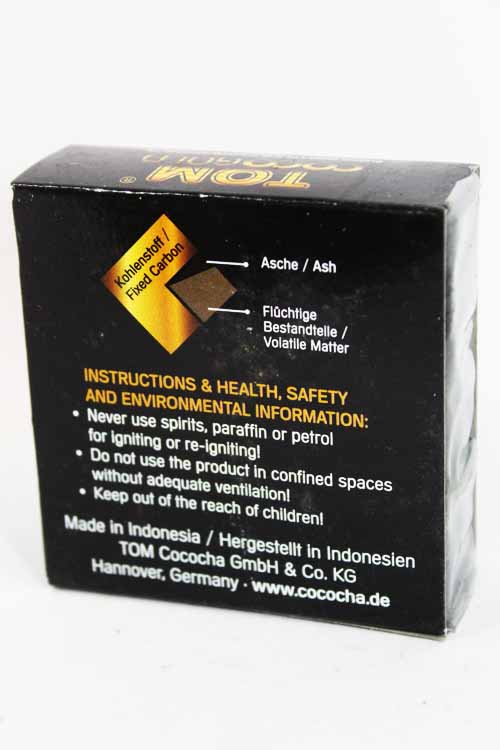 TOM®
Kohlenstoff /
Fixed Carbon
Asche / Ash
Flüchtige
Bestandteile /
Volatile Matter
INSTRUCTIONS & HEALTH, SAFETY
AND ENVIRONMENTAL INFORMATION:
• Never use spirits, paraffin or petrol
for igniting or re-igniting!
• Do not use the product in confined spaces
without adequate ventilation!
• Keep out of the reach of children!
Made in Indonesia / Hergestellt in Indonesien
TOM Cococha GmbH & Co. KG
Hannover, Germany · www.cococha.de